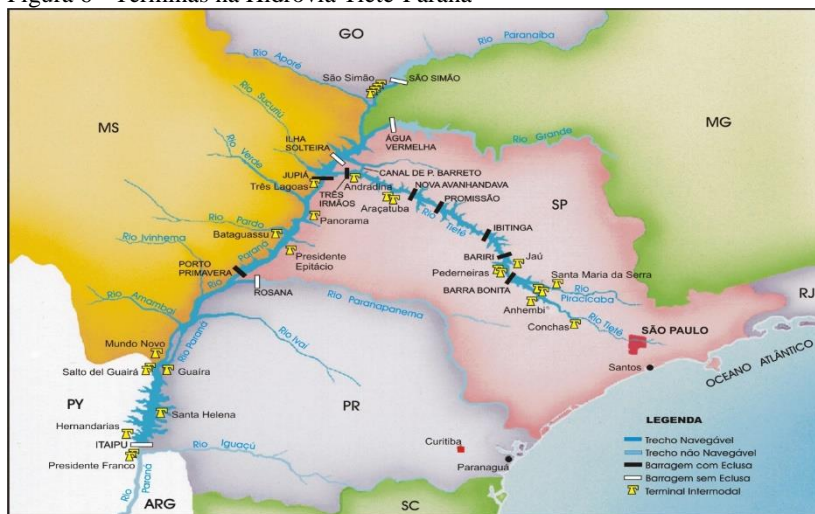 Figura 6 - Terminas na Hidrovia Tietê-Paraná
GO
Rio Aporé
Rio Paranaíba
São Simão
SÃO SIMÃO
Rio Sucuriú
MS
MG
ILHA
SOLTEIRA
ÁGUA
VERMELHA
Rio Grande
Rio Verde
JUPIÁ
CANAL DE P. BARRETO
Três Lagoas
Andradina
NOVA AVANHANDAVA
TRÊS
IRMÃOS
PROMISSÃO
Araçatuba
SP
Rio Tietê
IBITINGA
Rio Pardo
Panorama
Bataguassu
Rio Ivinhema
Paraná
BARIRI
Jaú
Presidente
Epitácio
Pederneiras
Santa Maria da Serra
PORTO
PRIMAVERA
Rio
ROSANA
BARRA BONITA
Rio
Piracicaba
RJ
Rio Paranapanema
Anhembi
Rio Amambai
Conchas
Rio Tietê
SÃO PAULO
Rio Paraná
Rio Ivaí
Mundo Novo
Santos
OCEANO ATLÂNTICO
Salto del Guairá
Guaíra
PY
PR
Santa Helena
Hernandarias
ITAIPU
Rio Iguaçú
Curitiba
Presidente Franco
Paranaguá
Rio
Paraná
ARG
SC
LEGENDA
Trecho Navegável
Trecho não Navegável
Barragem com Eclusa
Barragem sem Eclusa
Terminal Intermodal